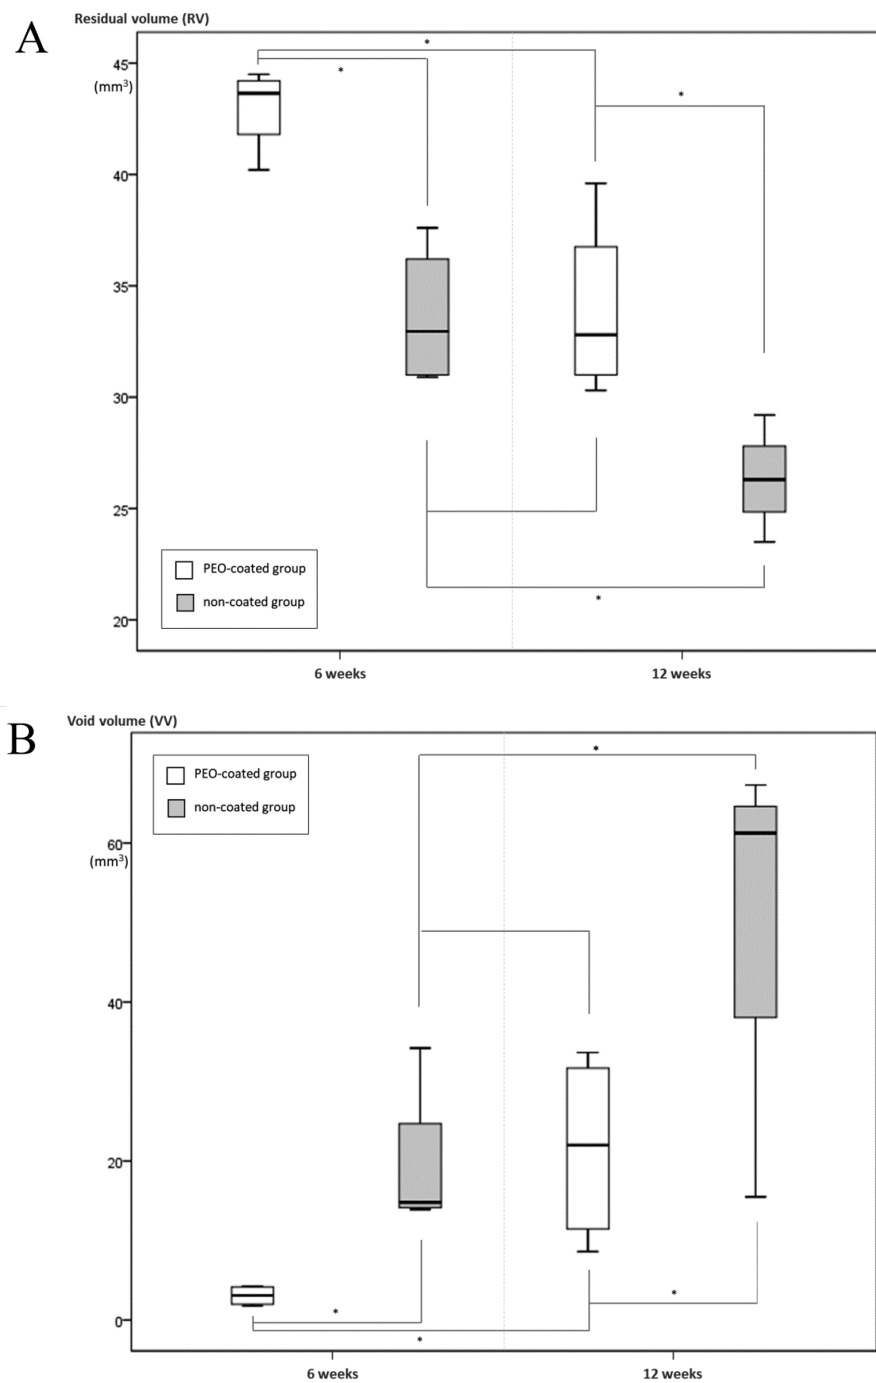 Residual volume (RV)
A
*
45
*
(mm³)
*
40
35
30
25
PEO-coated group
non-coated group
*
20
6 weeks
12 weeks
Void volume (VV)
B
*
PEO-coated group
non-coated group
60
(mm³)
40
20
*
*
0
*
6 weeks
12 weeks